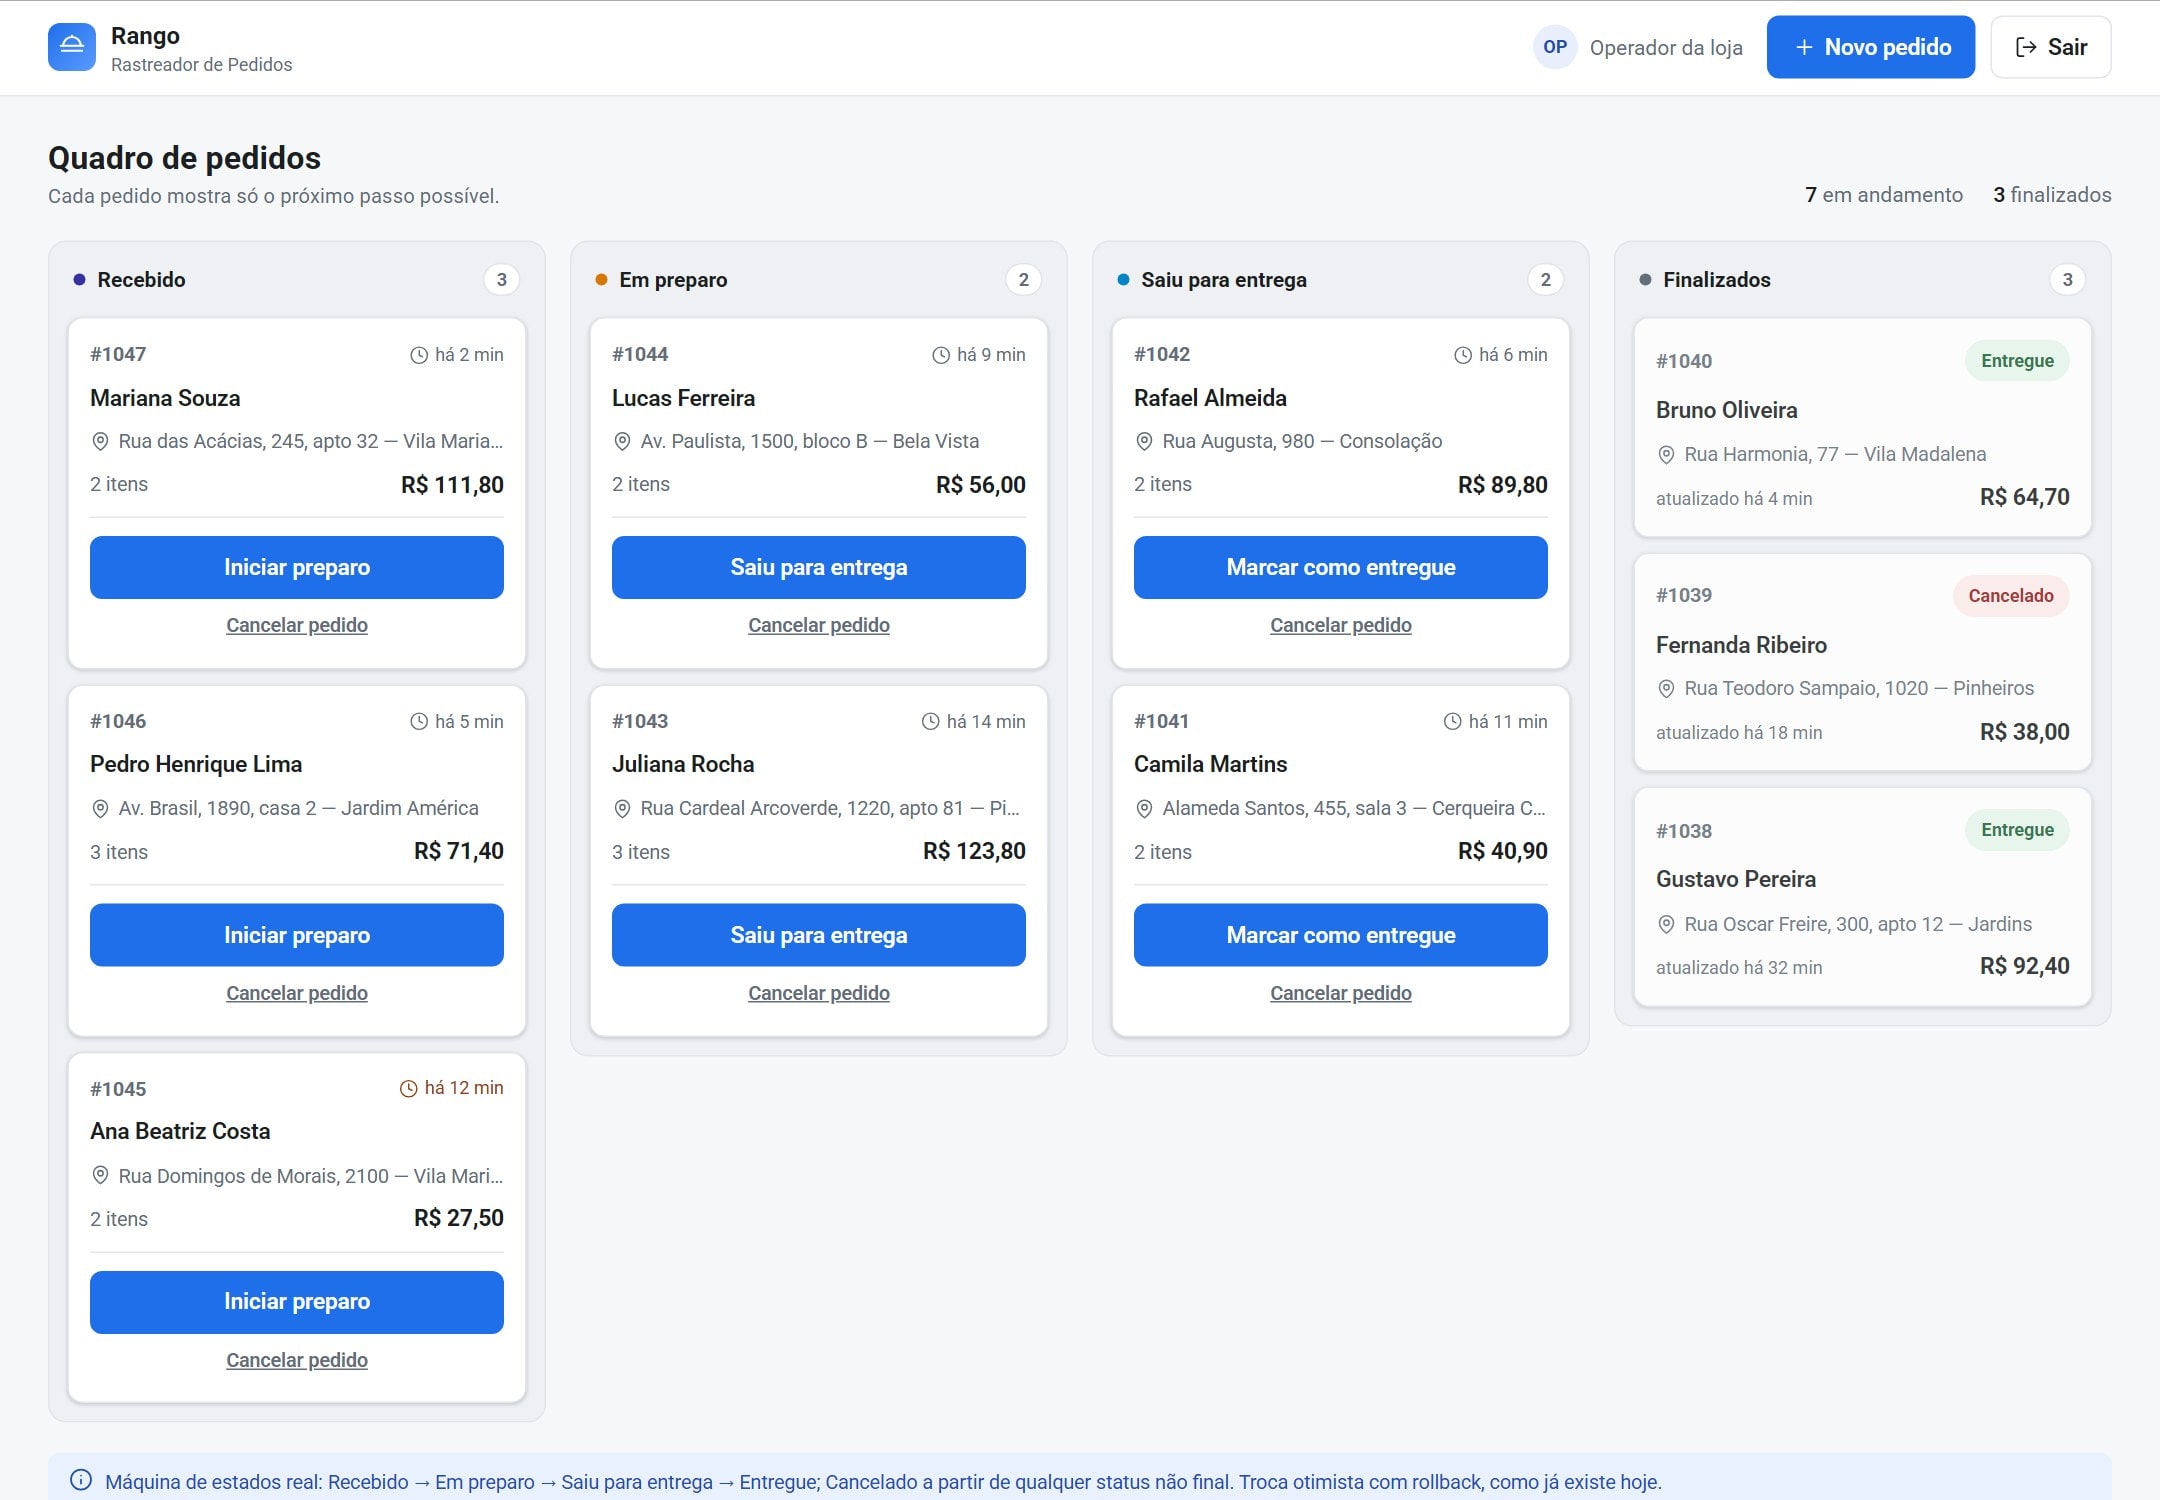 Rango
Rastreador de Pedidos
OP
Operador da loja
+ Novo pedido
Sair
Quadro de pedidos
Cada pedido mostra só o próximo passo possível.
7 em andamento
3 finalizados
Recebido
3
#1047
há 2 min
Mariana Souza
Rua das Acácias, 245, apto 32 — Vila Maria...
2 itens
R$ 111,80
Iniciar preparo
Cancelar pedido
#1046
há 5 min
Pedro Henrique Lima
Av. Brasil, 1890, casa 2 — Jardim América
3 itens
R$ 71,40
Iniciar preparo
Cancelar pedido
#1045
há 12 min
Ana Beatriz Costa
Rua Domingos de Morais, 2100 — Vila Mari...
2 itens
R$ 27,50
Iniciar preparo
Cancelar pedido
Em preparo
2
#1044
há 9 min
Lucas Ferreira
Av. Paulista, 1500, bloco B — Bela Vista
2 itens
R$ 56,00
Saiu para entrega
Cancelar pedido
#1043
há 14 min
Juliana Rocha
Rua Cardeal Arcoverde, 1220, apto 81 — Pi...
3 itens
R$ 123,80
Saiu para entrega
Cancelar pedido
Saiu para entrega
2
#1042
há 6 min
Rafael Almeida
Rua Augusta, 980 — Consolação
2 itens
R$ 89,80
Marcar como entregue
Cancelar pedido
#1041
há 11 min
Camila Martins
Alameda Santos, 455, sala 3 — Cerqueira C...
2 itens
R$ 40,90
Marcar como entregue
Cancelar pedido
Finalizados
3
#1040
Entregue
Bruno Oliveira
Rua Harmonia, 77 — Vila Madalena
atualizado há 4 min
R$ 64,70
#1039
Cancelado
Fernanda Ribeiro
Rua Teodoro Sampaio, 1020 — Pinheiros
atualizado há 18 min
R$ 38,00
#1038
Entregue
Gustavo Pereira
Rua Oscar Freire, 300, apto 12 — Jardins
atualizado há 32 min
R$ 92,40
Máquina de estados real: Recebido → Em preparo → Saiu para entrega → Entregue; Cancelado a partir de qualquer status não final. Troca otimista com rollback, como já existe hoje.